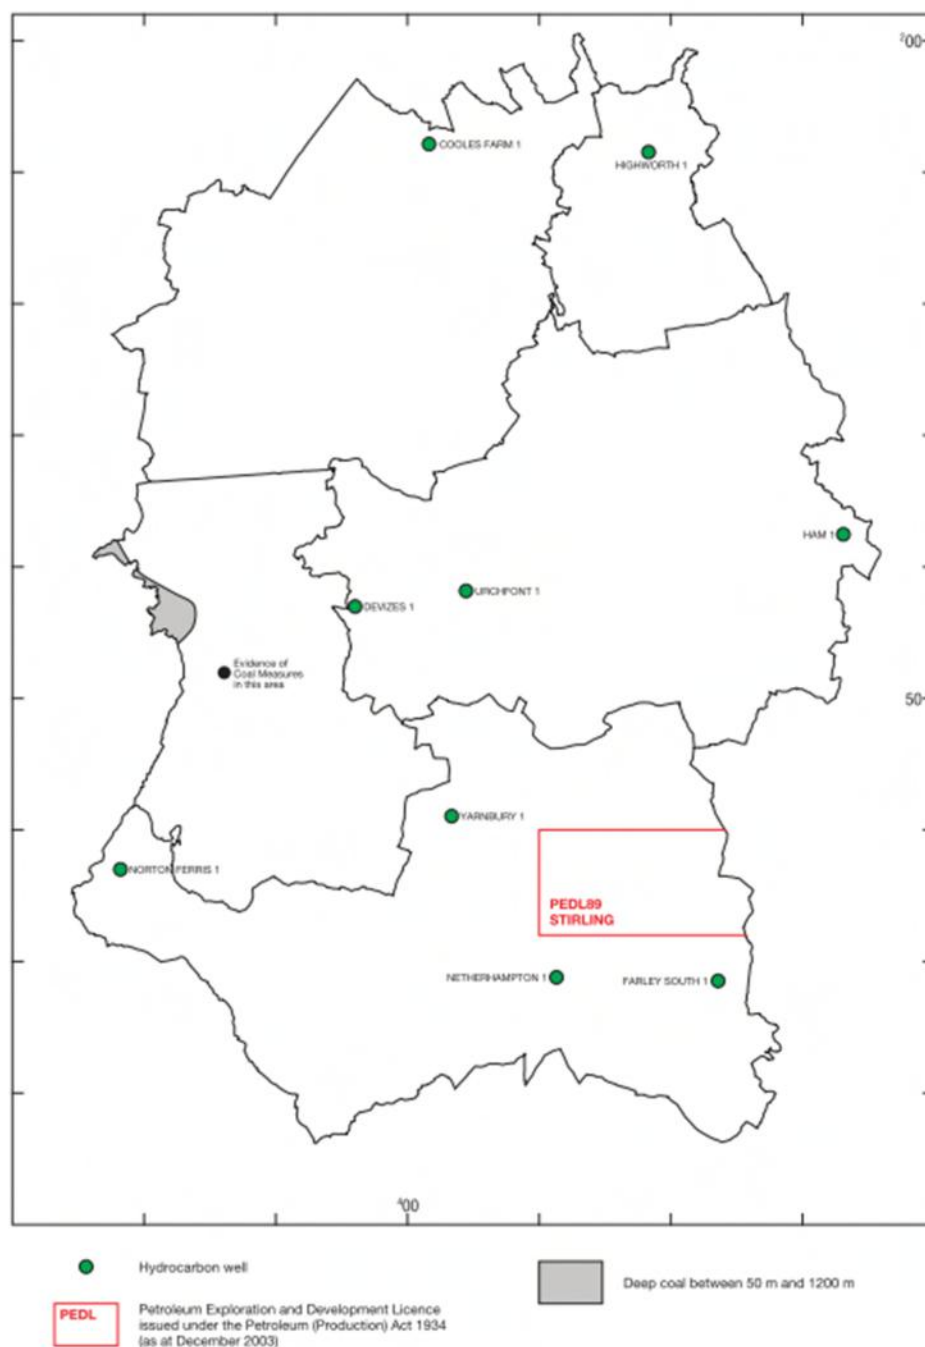 ²00
COOLES FARM 1
HIGHWORTH 1
HAM 1
URCHFONT 1
DEVIZES 1
Evidence of
Coal Measures
in this area
50
YARNBURY 1
NORTON FERRIS 1
PEDL89
STIRLING
NETHERHAMPTON 1
FARLEY SOUTH 1
⁴00
Hydrocarbon well
Deep coal between 50 m and 1200 m
PEDL
Petroleum Exploration and Development Licence
issued under the Petroleum (Production) Act 1934
(as at December 2003)